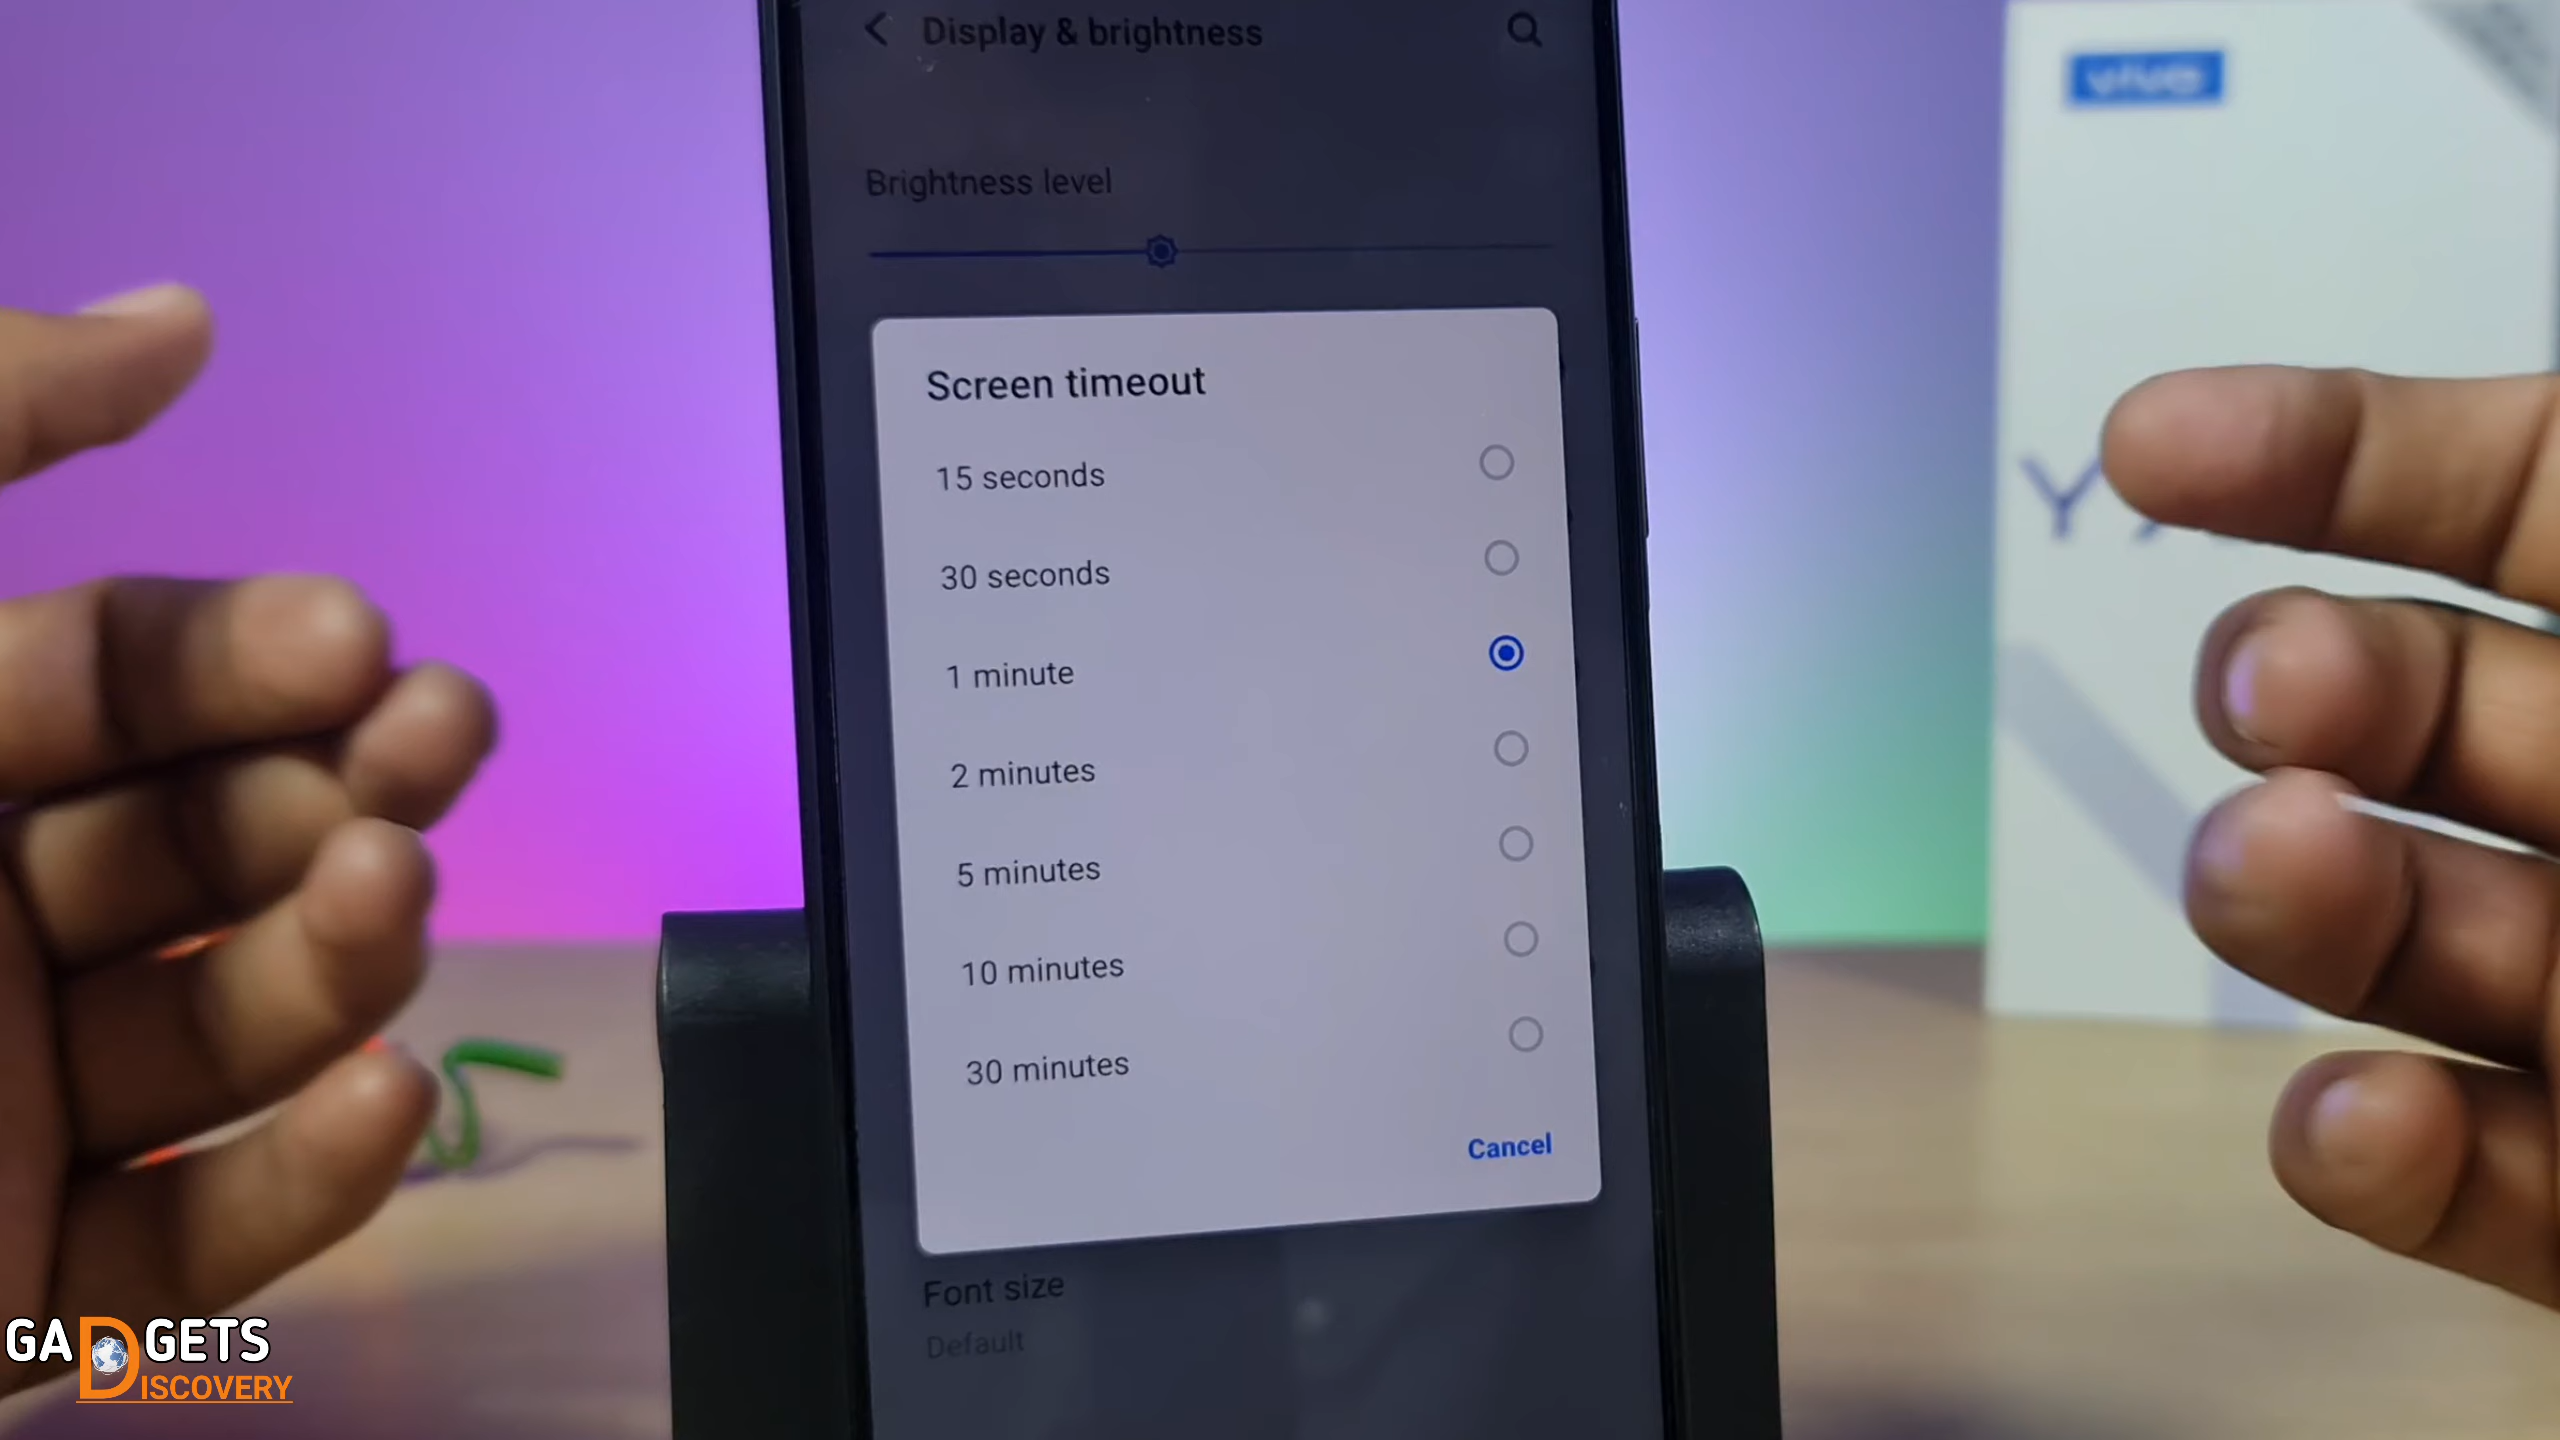 Display & brightness
vivo
Brightness level
Screen timeout
15 seconds
30 seconds
1 minute
2 minutes
5 minutes
10 minutes
30 minutes
Cancel
Font size
Default
Y
GADGETS
DISCOVERY